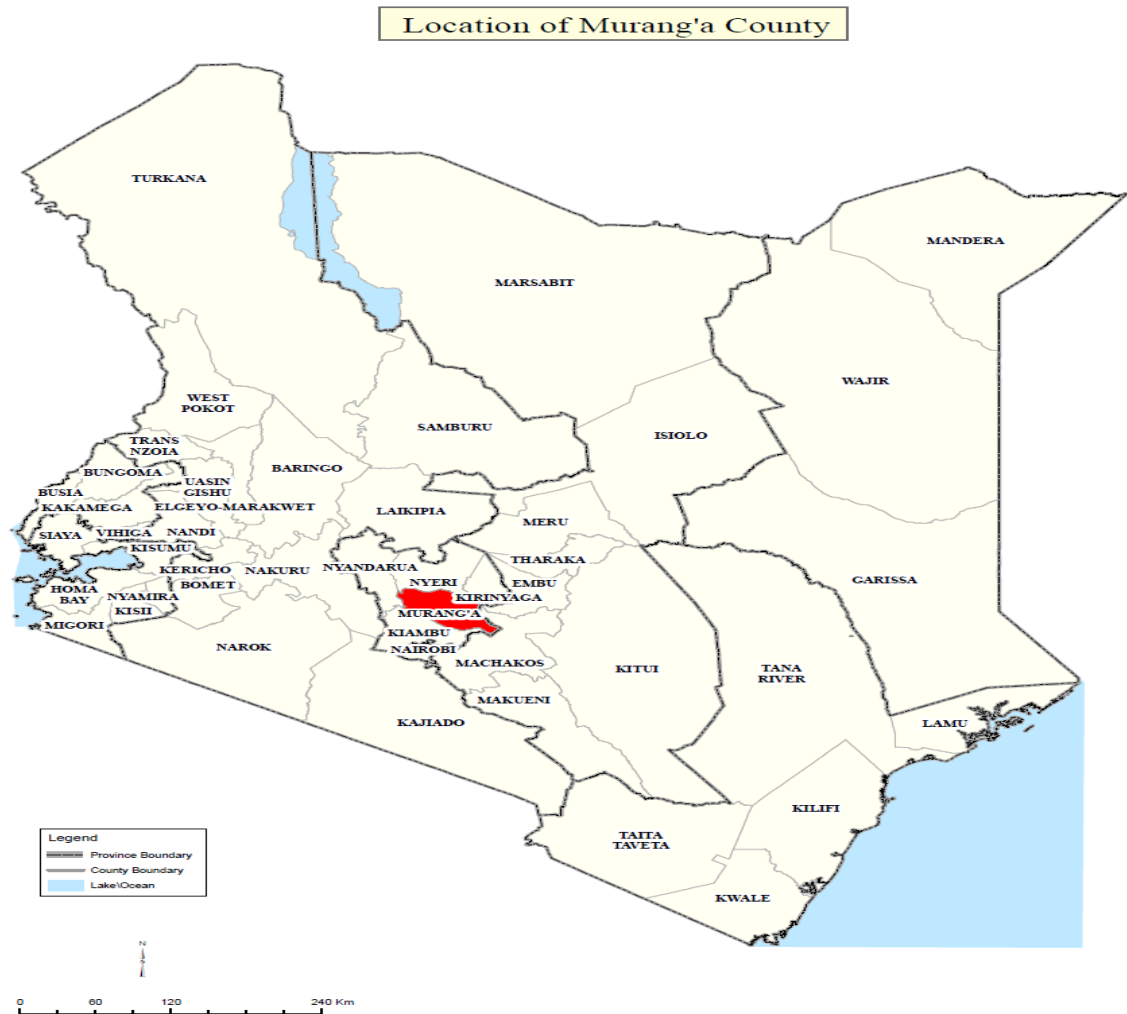 Location of Murang'a County
TURKANA
MANDERA
MARSABIT
WAJIR
WEST
POKOT
SAMBURU
ISIOLO
TRANS
NZOIA
BARINGO
BUNGOMA
UASIN
GISHU
BUSIA
KAKAMEGA
ELGEYO-MARAKWET
LAIKIPIA
MERU
SIAYA
VIHIGA
NANDI
KISUMU
THARAKA
KERICHO
NAKURU
NYANDARUA
NYERI
EMBU
GARISSA
HOMA
BAY
NYAMIRA
BOMET
KIRINYAGA
KISII
MURANG'A
MIGORI
KIAMBU
NAROK
NAIROBI
MACHAKOS
KITUI
TANA
RIVER
MAKUENI
KAJIADO
LAMU
KILIFI
TAITA
TAVETA
KWALE
Legend
Province Boundary
County Boundary
Lake\Ocean
N
0 60 120 240 Km